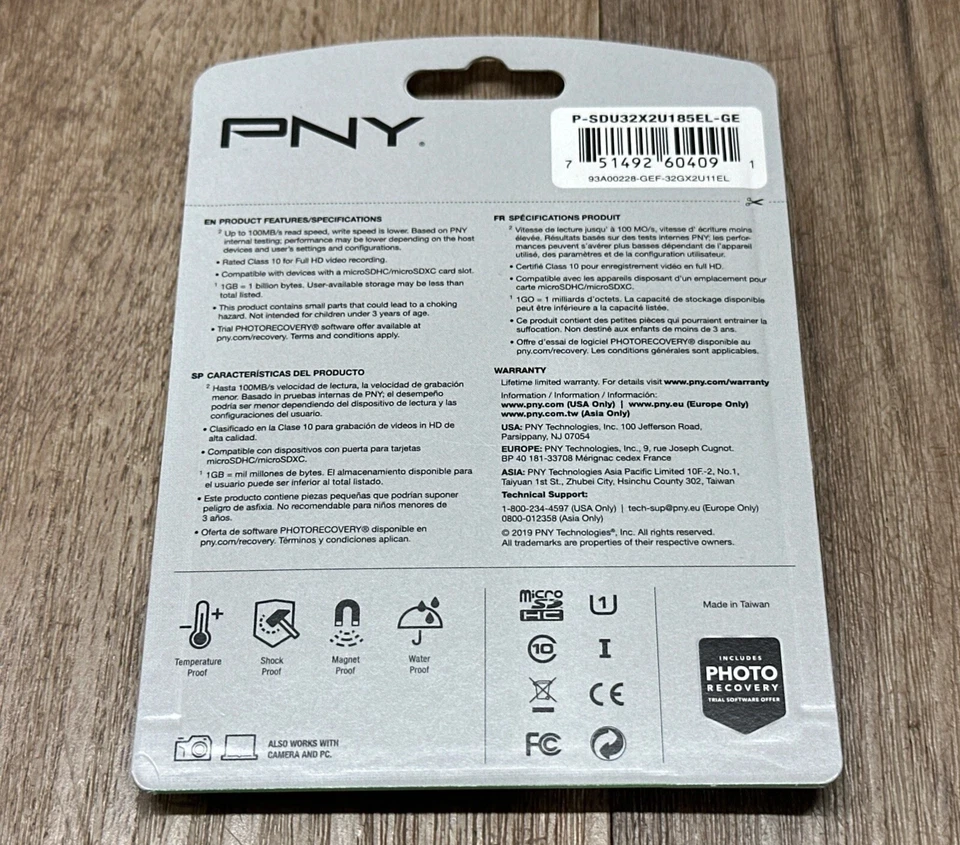 PNY.
P-SDU32X2U185EL-GE
7 51492 60409 1
93A00228-GEF-32GX2U11EL
EN PRODUCT FEATURES/SPECIFICATIONS
² Up to 100MB/s read speed, write speed is lower. Based on PNY
internal testing; performance may be lower depending on the host
devices and user's settings and configurations.
• Rated Class 10 for Full HD video recording.
• Compatible with devices with a microSDHC/microSDXC card slot.
¹ 1GB = 1 billion bytes. User-available storage may be less than
total listed.
• This product contains small parts that could lead to a choking
hazard. Not intended for children under 3 years of age.
• Trial PHOTORECOVERY® software offer available at
pny.com/recovery. Terms and conditions apply.
SP CARACTERÍSTICAS DEL PRODUCTO
² Hasta 100MB/s velocidad de lectura, la velocidad de grabación
menor. Basado in pruebas internas de PNY; el desempeño
podría ser menor dependiendo del dispositivo de lectura y las
configuraciones del usuario.
• Clasificado en la Clase 10 para grabación de videos in HD de
alta calidad.
• Compatible con dispositivos con puerta para tarjetas
microSDHC/microSDXC.
¹ 1GB = mil millones de bytes. El almacenamiento disponible para
el usuario puede ser inferior al total listado.
• Este producto contiene piezas pequeñas que podrían suponer
peligro de asfixia. No recomendable para niños menores de
3 años.
• Oferta de software PHOTORECOVERY® disponible en
pny.com/recovery. Términos y condiciones aplican.
FR SPÉCIFICATIONS PRODUIT
² Vitesse de lecture jusqu' à 100 MO/s, vitesse d' écriture moins
élevée. Résultats basés sur des tests internes PNY; les perfor-
mances peuvent s'avérer plus basses dépendant de l'appareil
utilisé, des paramètres et de la configuration utilisateur.
• Certifié Class 10 pour enregistrement vidéo en full HD.
• Compatible avec les appareils disposant d'un emplacement pour
carte microSDHC/microSDXC.
¹ 1GO = 1 milliards d'octets. La capacité de stockage disponible
peut être inférieure a la capacité listée.
• Ce produit contient des petites pièces qui pourraient entrainer la
suffocation. Non destiné aux enfants de moins de 3 ans.
• Offre d'essai de logiciel PHOTORECOVERY® disponible au
pny.com/recovery. Les conditions générales sont applicables.
WARRANTY
Lifetime limited warranty. For details visit www.pny.com/warranty
Information / Information / Información:
www.pny.com (USA Only) | www.pny.eu (Europe Only)
www.pny.com.tw (Asia Only)
USA: PNY Technologies, Inc. 100 Jefferson Road,
Parsippany, NJ 07054
EUROPE: PNY Technologies, Inc., 9, rue Joseph Cugnot.
BP 40 181-33708 Mérignac cedex France
ASIA: PNY Technologies Asia Pacific Limited 10F.-2, No.1,
Taiyuan 1st St., Zhubei City, Hsinchu County 302, Taiwan
Technical Support:
1-800-234-4597 (USA Only) | tech-sup@pny.eu (Europe Only)
0800-012358 (Asia Only)
© 2019 PNY Technologies®, Inc. All rights reserved.
All trademarks are properties of their respective owners.
Temperature
Proof
Shock
Proof
Magnet
Proof
Water
Proof
ALSO WORKS WITH
CAMERA AND PC.
micro
SD
HC
1
10
I
CE
FC
Made in Taiwan
INCLUDES
PHOTO
RECOVERY
TRIAL SOFTWARE OFFER